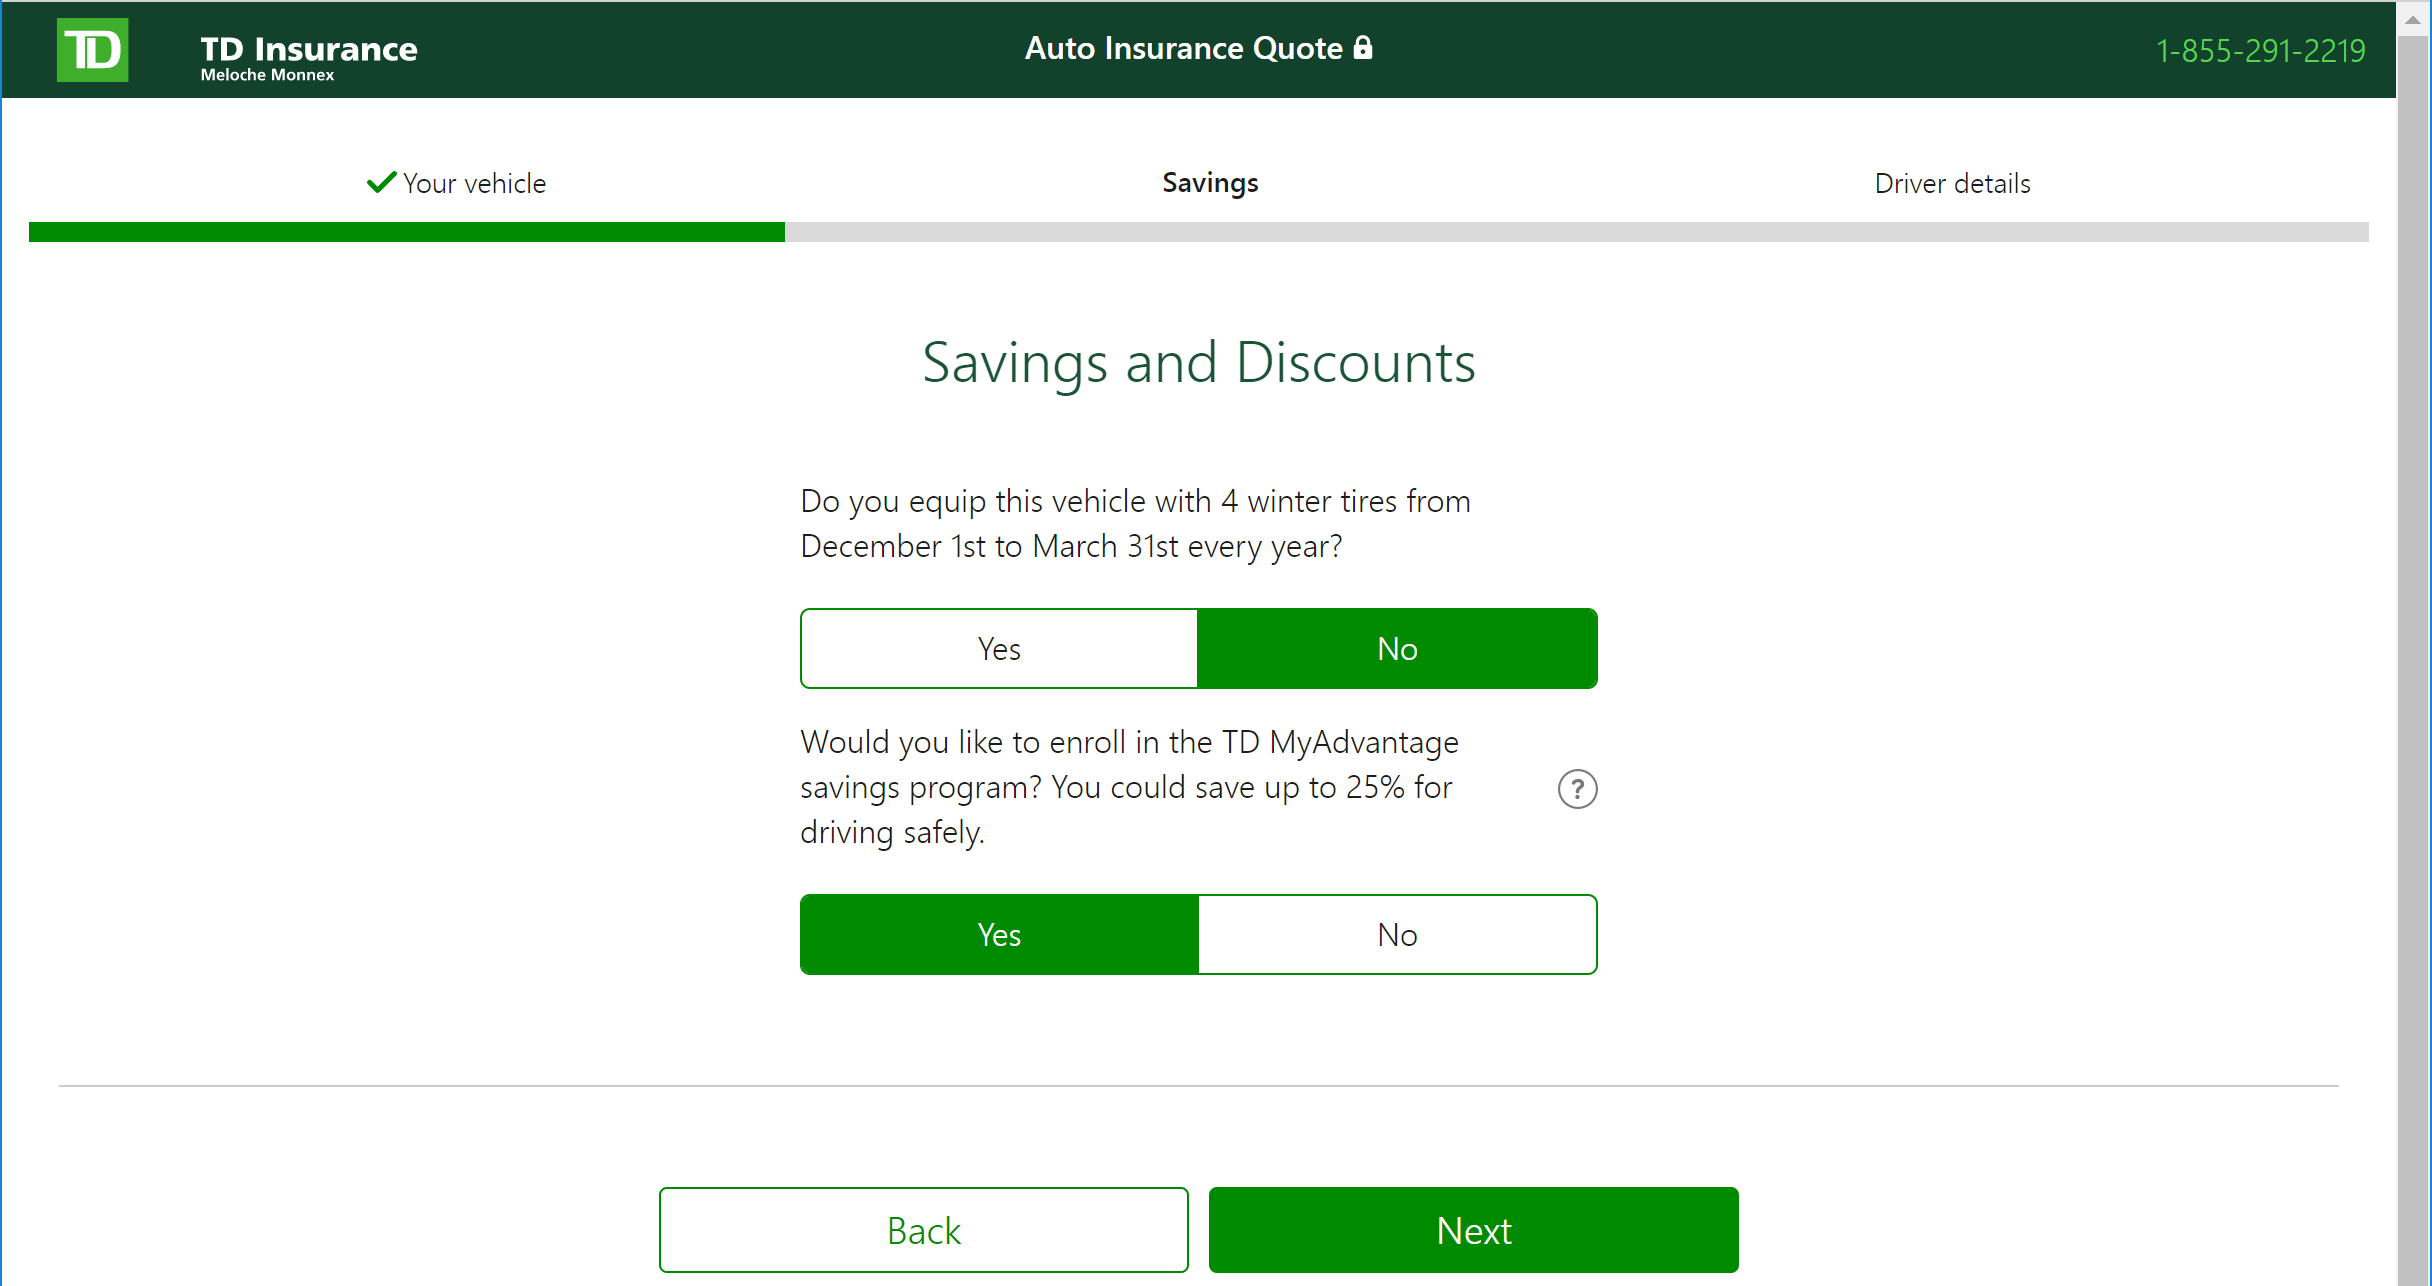 TD
TD Insurance
Meloche Monnex
Auto Insurance Quote
1-855-291-2219
Your vehicle
Savings
Driver details
Savings and Discounts
Do you equip this vehicle with 4 winter tires from
December 1st to March 31st every year?
Yes
No
Would you like to enroll in the TD MyAdvantage
savings program? You could save up to 25% for
driving safely.
?
Yes
No
Back
Next